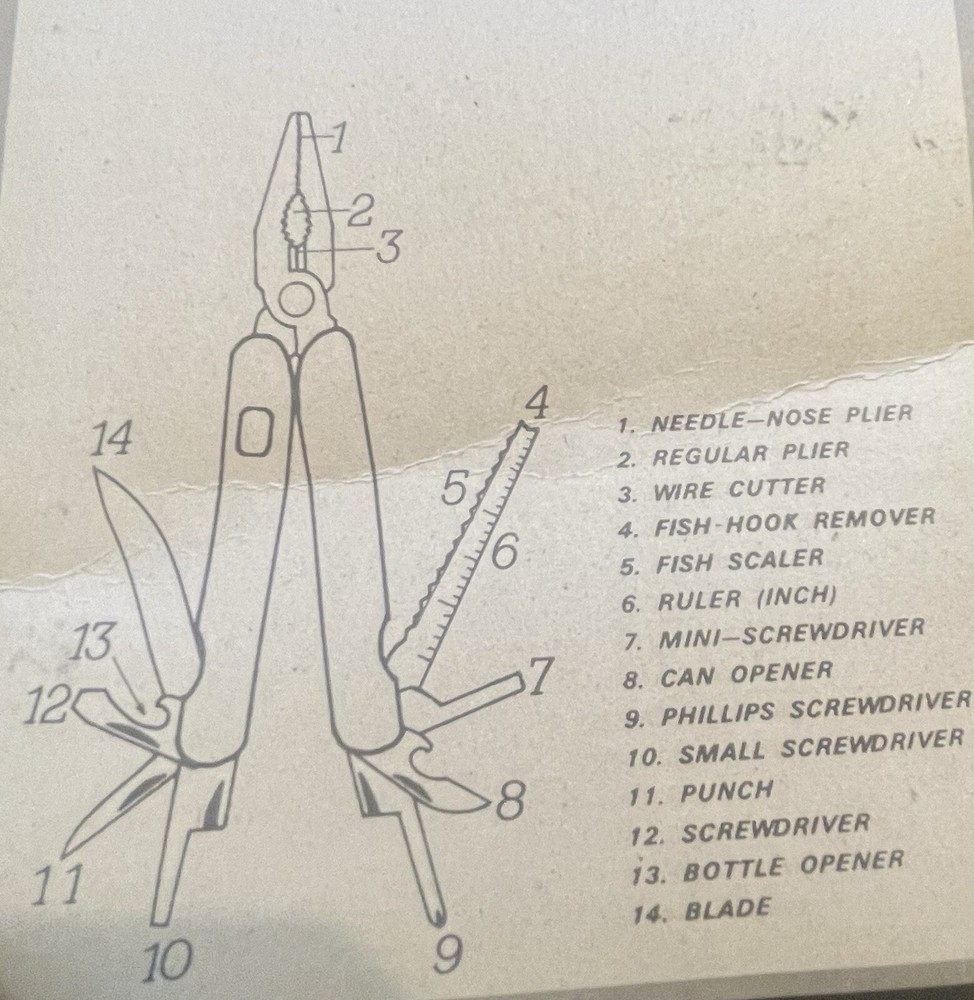 1
2
3
4
14
5
6
13
12
7
8
11
10
9
1. NEEDLE-NOSE PLIER
2. REGULAR PLIER
3. WIRE CUTTER
4. FISH-HOOK REMOVER
5. FISH SCALER
6. RULER (INCH)
7. MINI-SCREWDRIVER
8. CAN OPENER
9. PHILLIPS SCREWDRIVER
10. SMALL SCREWDRIVER
11. PUNCH
12. SCREWDRIVER
13. BOTTLE OPENER
14. BLADE